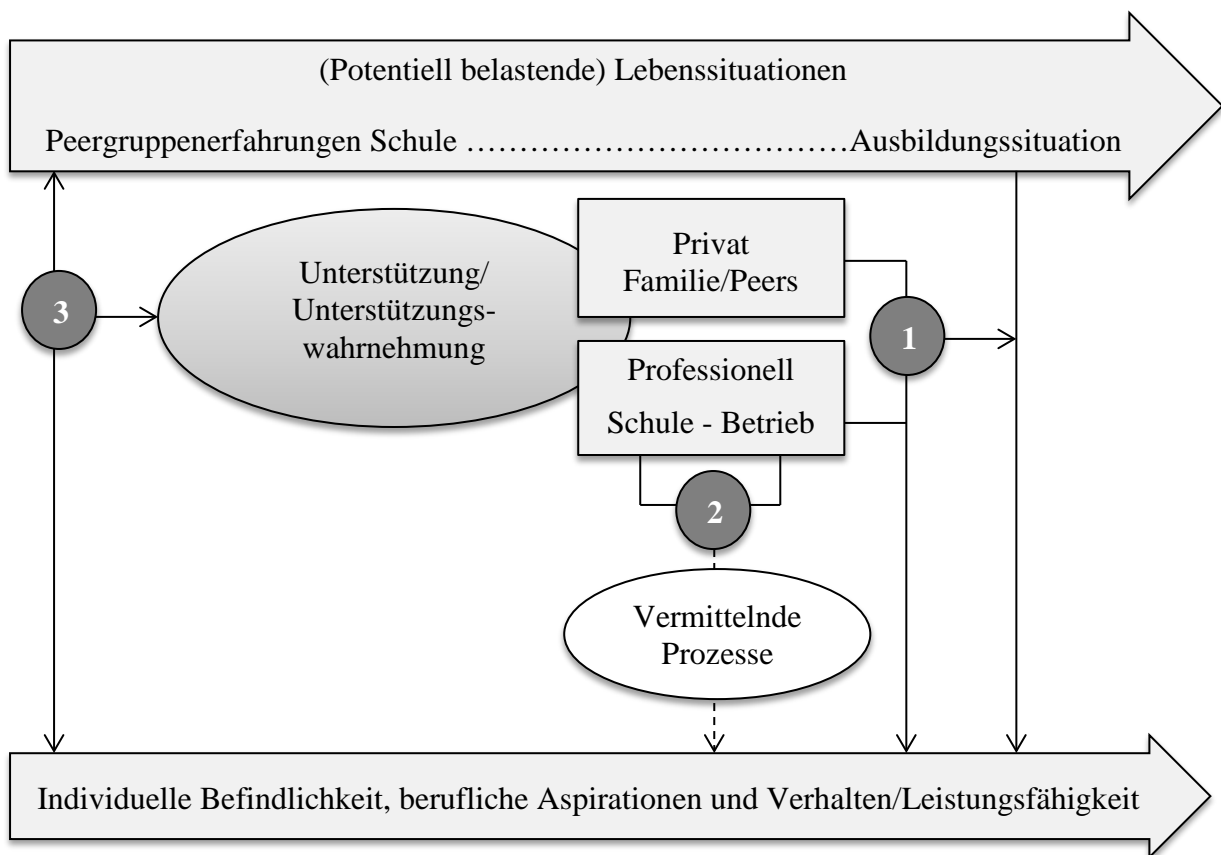 (Potentiell belastende) Lebenssituationen
Peergruppenerfahrungen Schule ………………………………Ausbildungssituation
Privat
Familie/Peers
Unterstützung/
Unterstützungs-
wahrnehmung
3
1
Professionell
Schule - Betrieb
2
Vermittelnde
Prozesse
Individuelle Befindlichkeit, berufliche Aspirationen und Verhalten/Leistungsfähigkeit